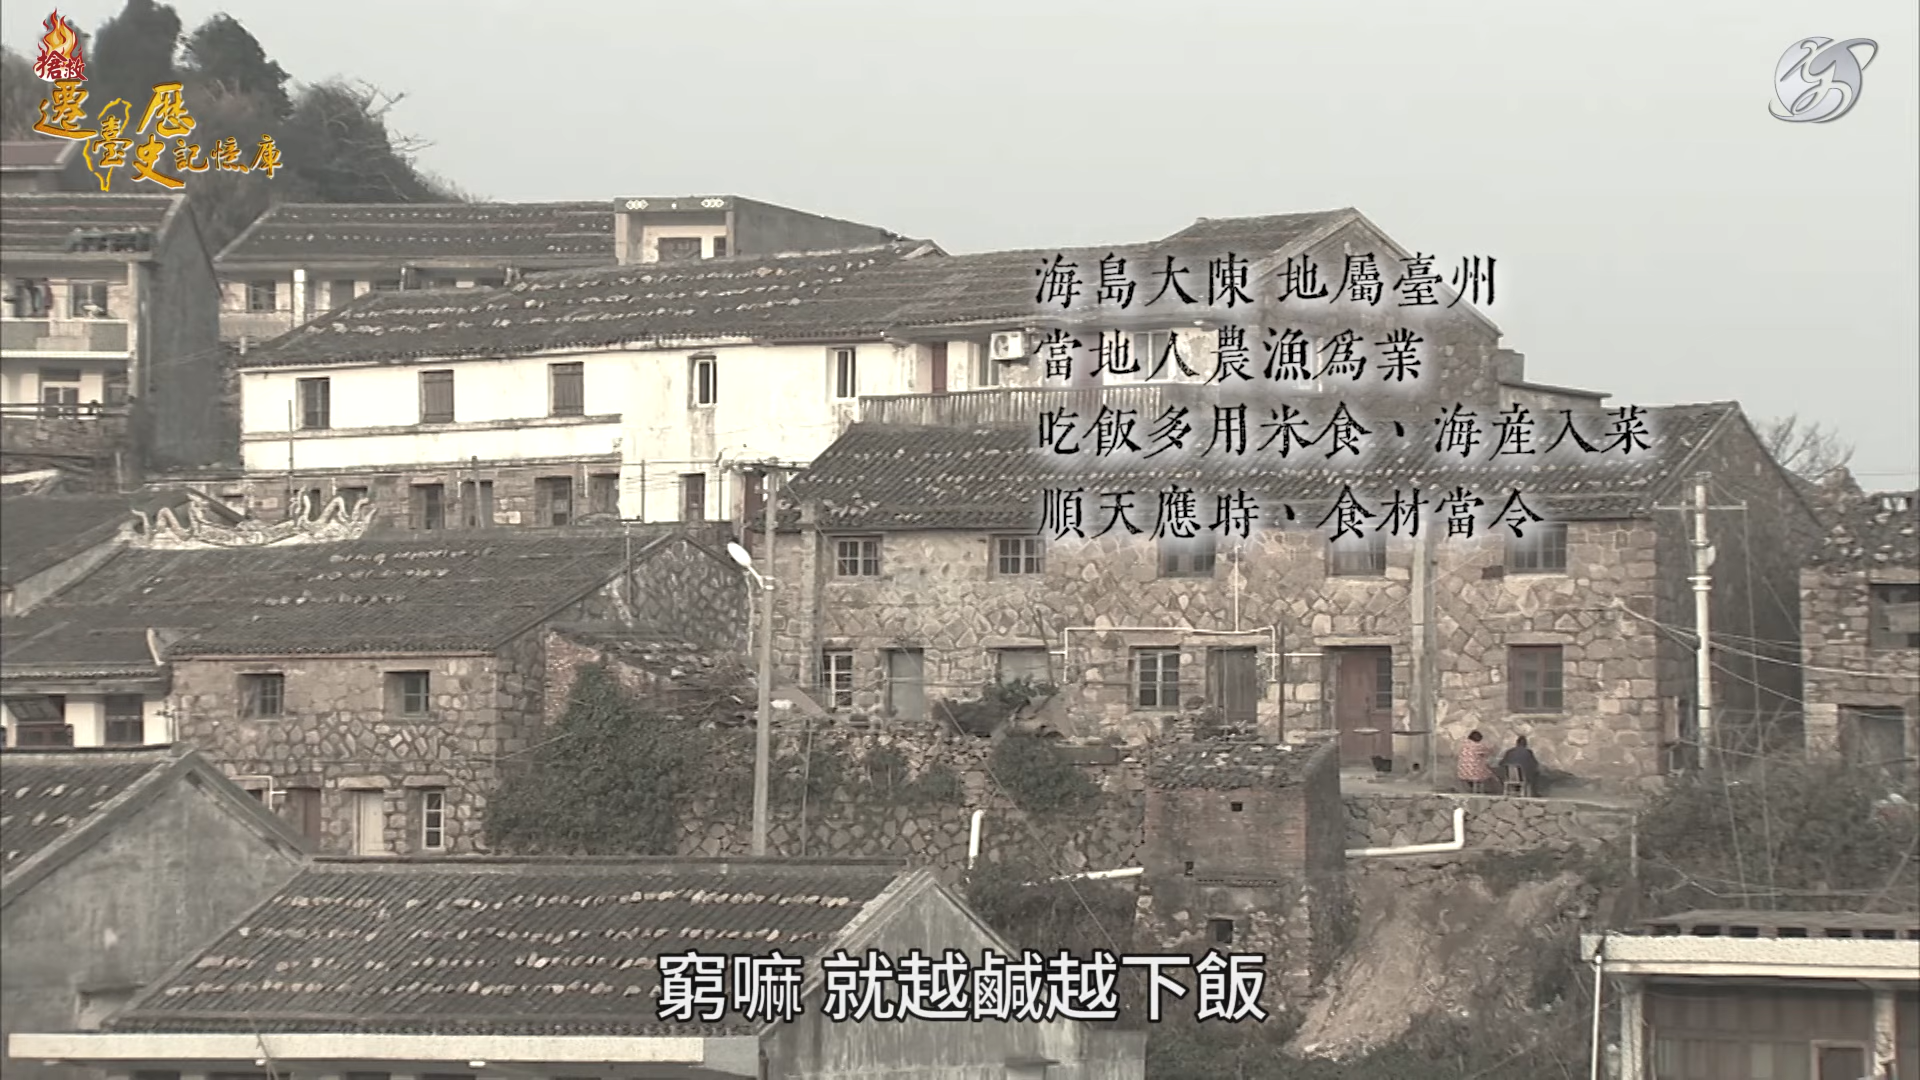 搶救
遷臺歷史記憶庫
海島大陳 地屬臺州
當地人農漁為業
吃飯多用米食、海產入菜
順天應時、食材當令
窮嘛 就越鹹越下飯